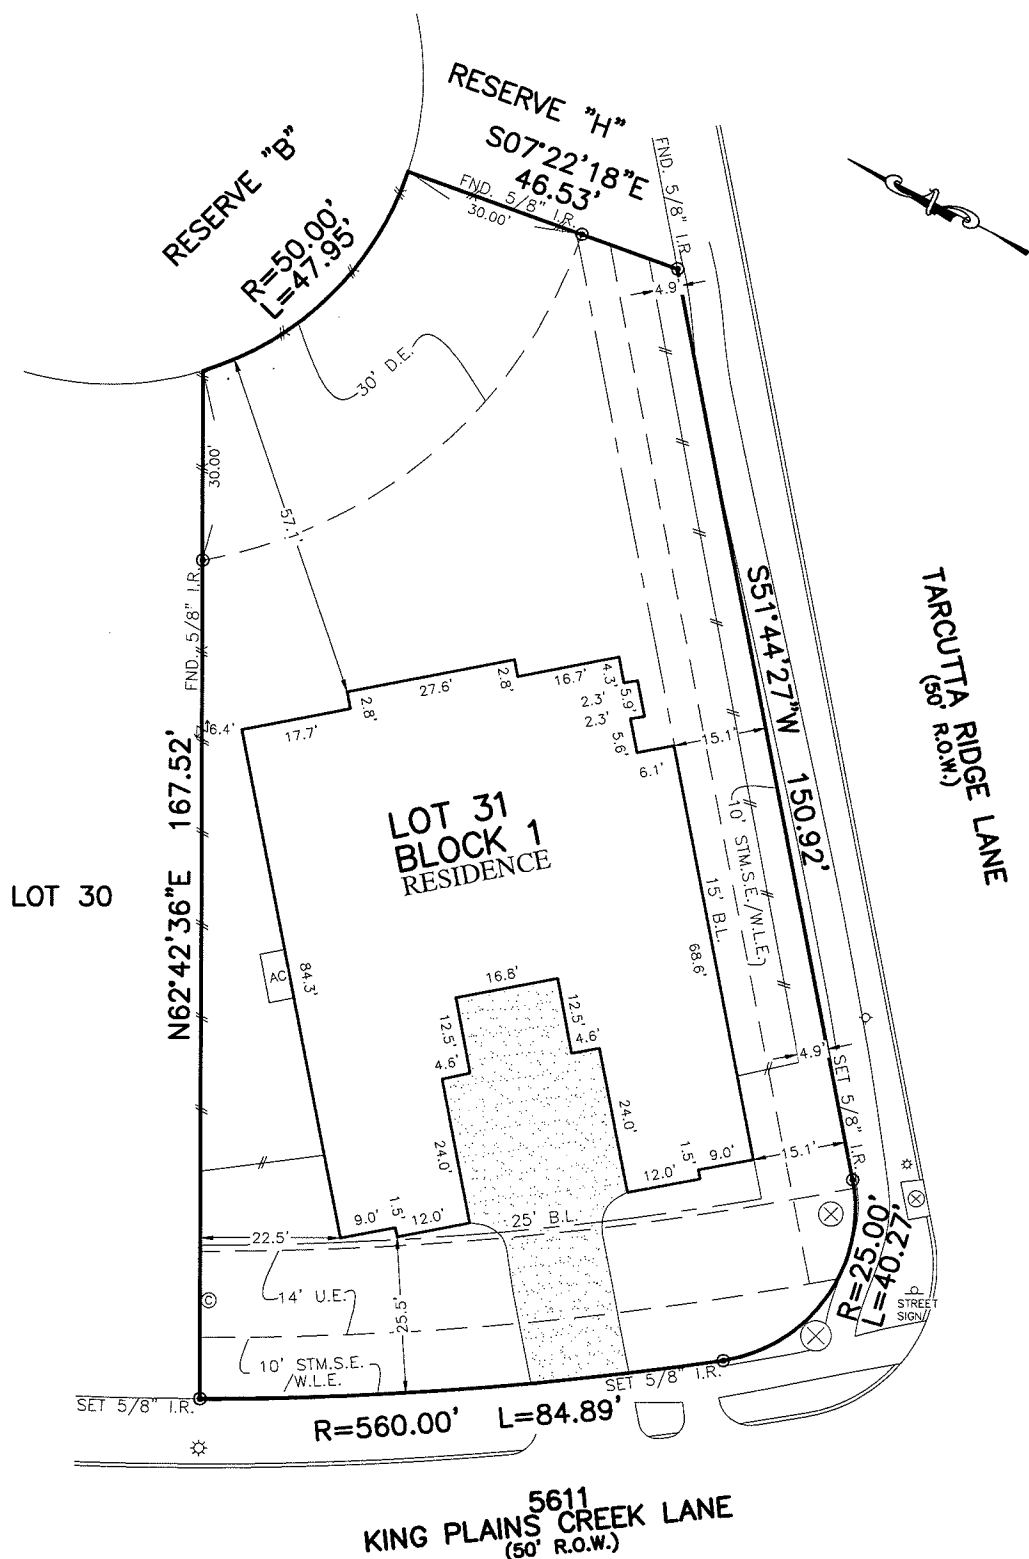 RESERVE "B"
RESERVE "H"
S07°22'18"E
46.53'
FND. 5/8" I.R.
30.00'
FND. 5/8" I.R.
R=50.00'
L=47.95'
4.9'
30' D.E.
30.00'
57.1'
FND. 5/8" I.R.
S51°44'27"W 150.92'
TARCUTTA RIDGE LANE
(50' R.O.W.)
27.6'
2.8'
16.7'
4.3'
5.9'
2.3'
2.3'
5.6'
6.1'
2.8'
17.7'
6.4'
15.1'
N62°42'36"E 167.52'
LOT 31
BLOCK 1
RESIDENCE
10' STM.S.E./W.L.E.
15' B.L.
LOT 30
68.6'
AC
84.3'
16.8'
12.5'
12.5'
4.6'
4.6'
4.9'
SET 5/8" I.R.
24.0'
24.0'
1.5'
9.0'
12.0'
15.1'
9.0'
1.5'
12.0'
25' B.L.
22.5'
R=25.00'
L=40.27'
C
14' U.E.
25.5'
STREET
SIGN
10' STM.S.E.
/W.L.E.
SET 5/8" I.R.
SET 5/8" I.R.
R=560.00' L=84.89'
5611
KING PLAINS CREEK LANE
(50' R.O.W.)